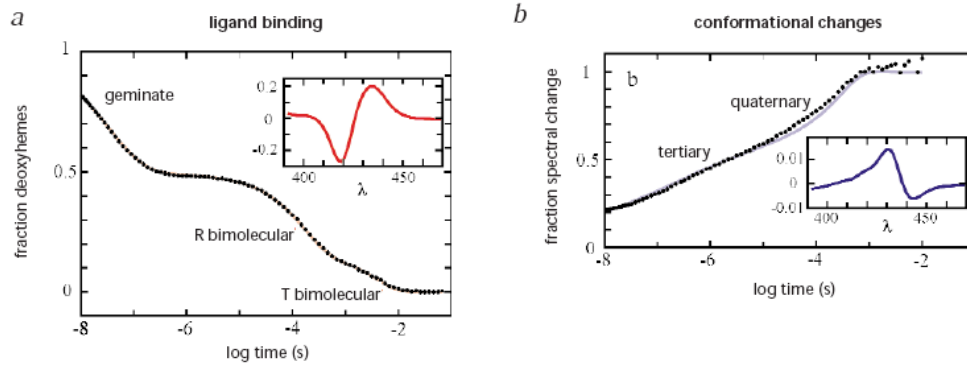 a
ligand binding
fraction deoxyhemes
1
0.5
0
geminate
R bimolecular
T bimolecular
0.2
0
-0.2
400
450
λ
-8
-6
-4
-2
log time (s)
b
conformational changes
fraction spectral change
1
0.5
0
b
quaternary
tertiary
0.01
0
-0.01
400
450
λ
-8
-6
-4
-2
log time (s)